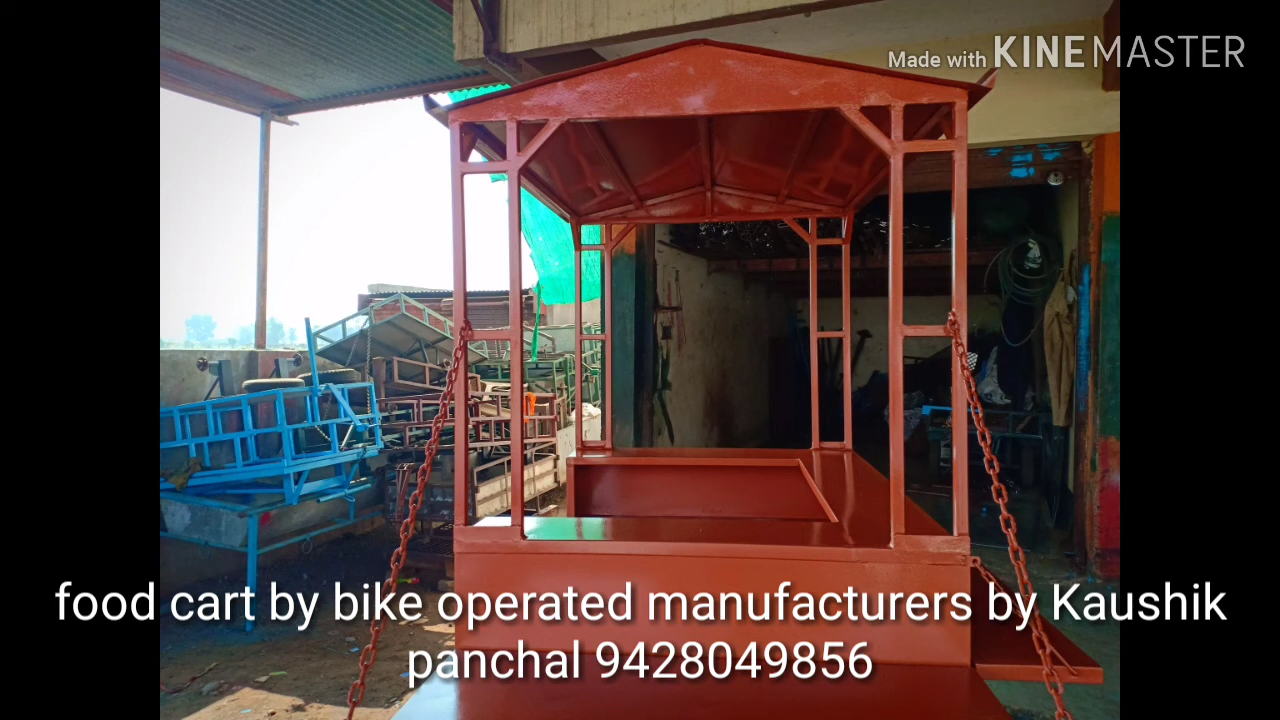 Made with KINEMASTER
food cart by bike operated manufacturers by Kaushik
panchal 9428049856